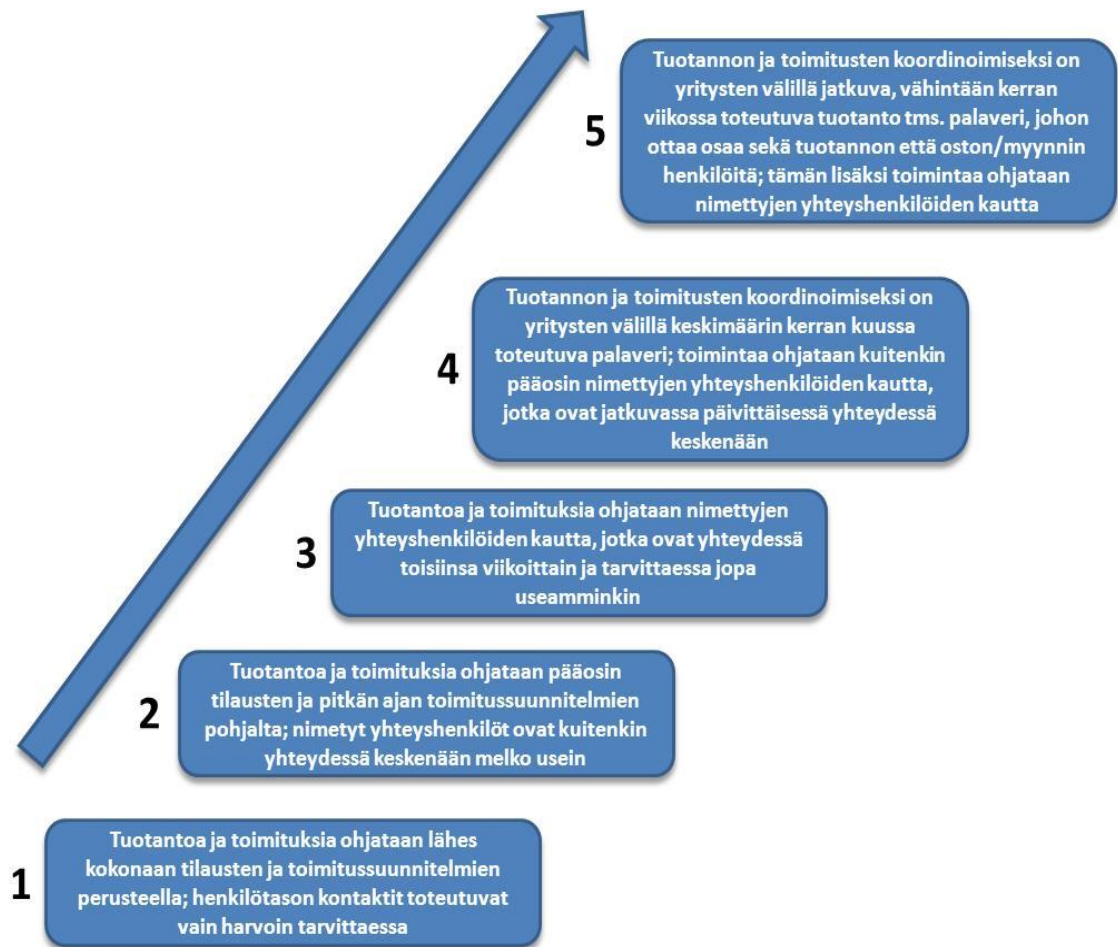 5
Tuotannon ja toimitusten koordinoimiseksi on
yritysten välillä jatkuva, vähintään kerran
viikossa toteutuva tuotanto tms. palaveri, johon
ottaa osaa sekä tuotannon että oston/myynnin
henkilöitä; tämän lisäksi toimintaa ohjataan
nimettyjen yhteyshenkilöiden kautta
4
Tuotannon ja toimitusten koordinoimiseksi on
yritysten välillä keskimäärin kerran kuussa
toteutuva palaveri; toimintaa ohjataan kuitenkin
pääosin nimettyjen yhteyshenkilöiden kautta,
jotka ovat jatkuvassa päivittäisessä yhteydessä
keskenään
3
Tuotantoa ja toimituksia ohjataan nimettyjen
yhteyshenkilöiden kautta, jotka ovat yhteydessä
toisiinsa viikoittain ja tarvittaessa jopa
useamminkin
2
Tuotantoa ja toimituksia ohjataan pääosin
tilausten ja pitkän ajan toimitussuunnitelmien
pohjalta; nimetyt yhteyshenkilöt ovat kuitenkin
yhteydessä keskenään melko usein
1
Tuotantoa ja toimituksia ohjataan lähes
kokonaan tilausten ja toimitussuunnitelmien
perusteella; henkilötason kontaktit toteutuvat
vain harvoin tarvittaessa